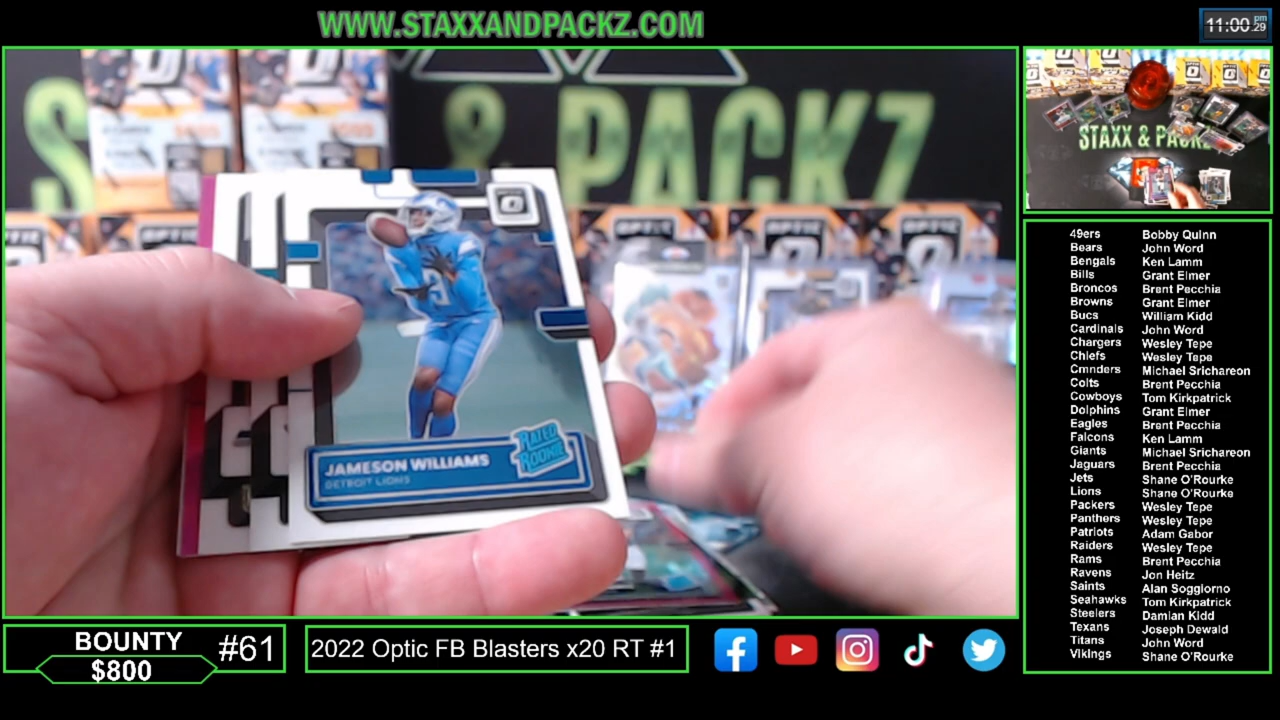 WWW.STAXXANDPACKZ.COM
11:00 pm 29
& PACKZ
STAXX & PACKZ
OPTIC
OPTIC
RATED ROOKIE
JAMESON WILLIAMS
DETROIT LIONS
49ers Bobby Quinn
Bears John Word
Bengals Ken Lamm
Bills Grant Elmer
Broncos Brent Pecchia
Browns Grant Elmer
Bucs William Kidd
Cardinals John Word
Chargers Wesley Tepe
Chiefs Wesley Tepe
Cmnders Michael Srichareon
Colts Brent Pecchia
Cowboys Tom Kirkpatrick
Dolphins Grant Elmer
Eagles Brent Pecchia
Falcons Ken Lamm
Giants Michael Srichareon
Jaguars Brent Pecchia
Jets Shane O'Rourke
Lions Shane O'Rourke
Packers Wesley Tepe
Panthers Wesley Tepe
Patriots Adam Gabor
Raiders Wesley Tepe
Rams Brent Pecchia
Ravens Jon Heitz
Saints Alan Soggiorno
Seahawks Tom Kirkpatrick
Steelers Damian Kidd
Texans Joseph Dewald
Titans John Word
Vikings Shane O'Rourke
BOUNTY #61
$800
2022 Optic FB Blasters x20 RT #1